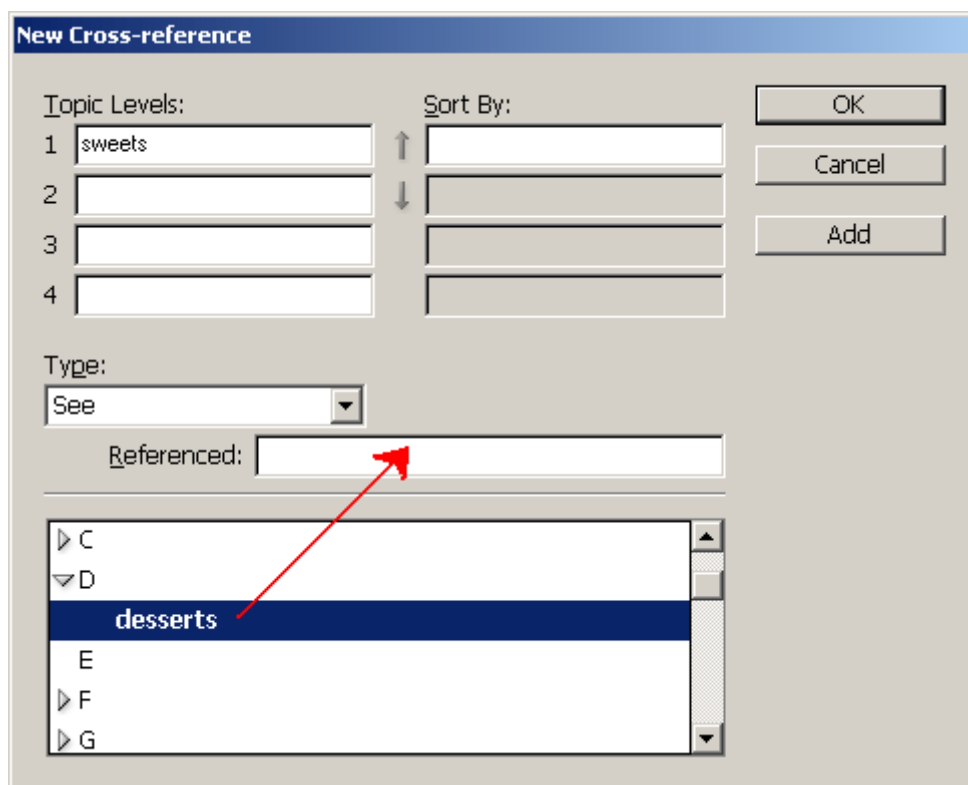 New Cross-reference
Topic Levels: Sort By: OK
1 sweets
Cancel
2
3 Add
4
Type:
See
Referenced:
C
D
desserts
E
F
G